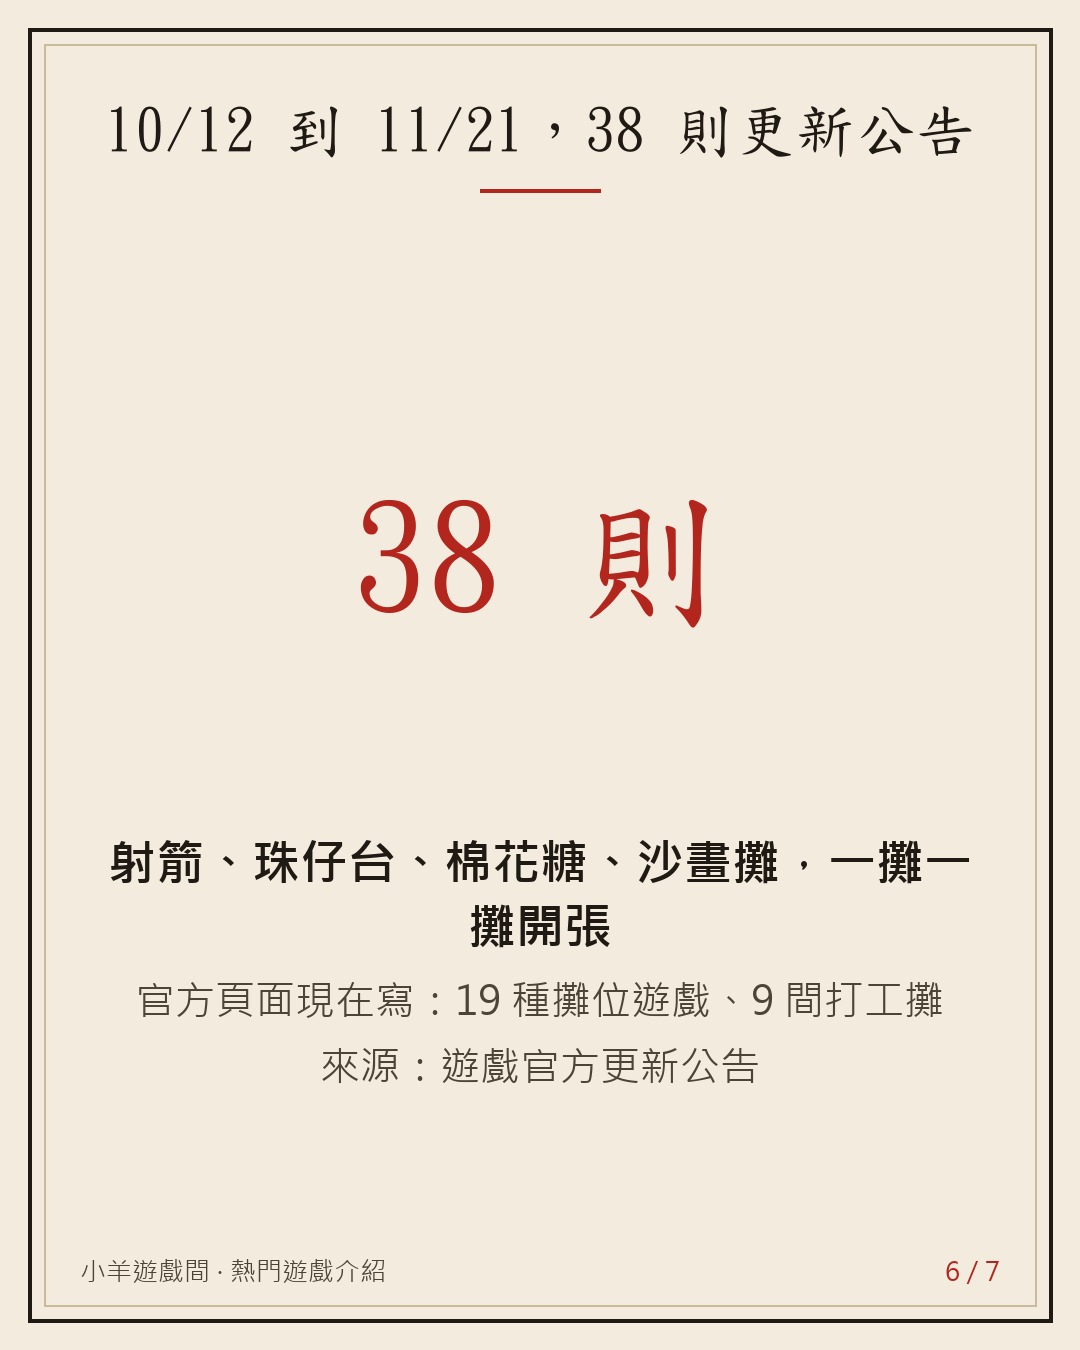 10/12 到 11/21，38 則更新公告
38 則
射箭、珠仔台、棉花糖、沙畫攤，一攤一
攤開張
官方頁面現在寫：19 種攤位遊戲、9 間打工攤
來源：遊戲官方更新公告
小羊遊戲間 · 熱門遊戲介紹
6 / 7